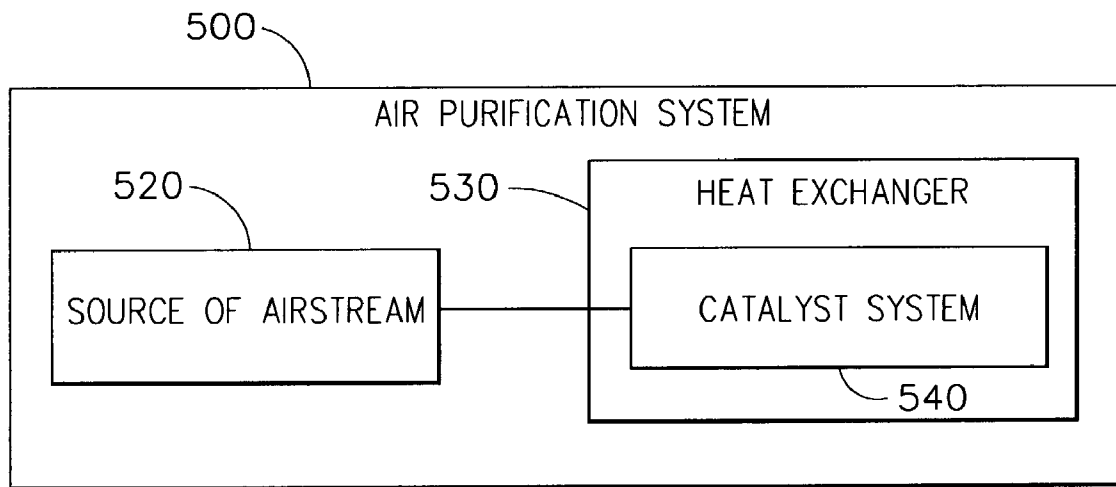 500
AIR PURIFICATION SYSTEM
520
530
HEAT EXCHANGER
SOURCE OF AIRSTREAM
CATALYST SYSTEM
540